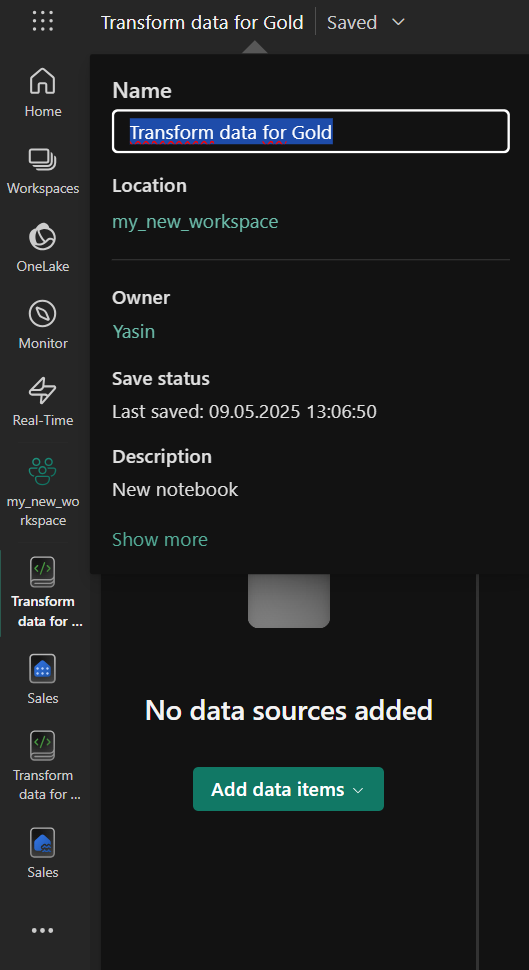 Transform data for Gold
Saved
Name
Transform data for Gold
Location
my_new_workspace
Owner
Yasin
Save status
Last saved: 09.05.2025 13:06:50
Description
New notebook
Show more
Home
Workspaces
OneLake
Monitor
Real-Time
my_new_wo
rkspace
Transform
data for ...
Sales
Transform
data for ...
Sales
No data sources added
Add data items